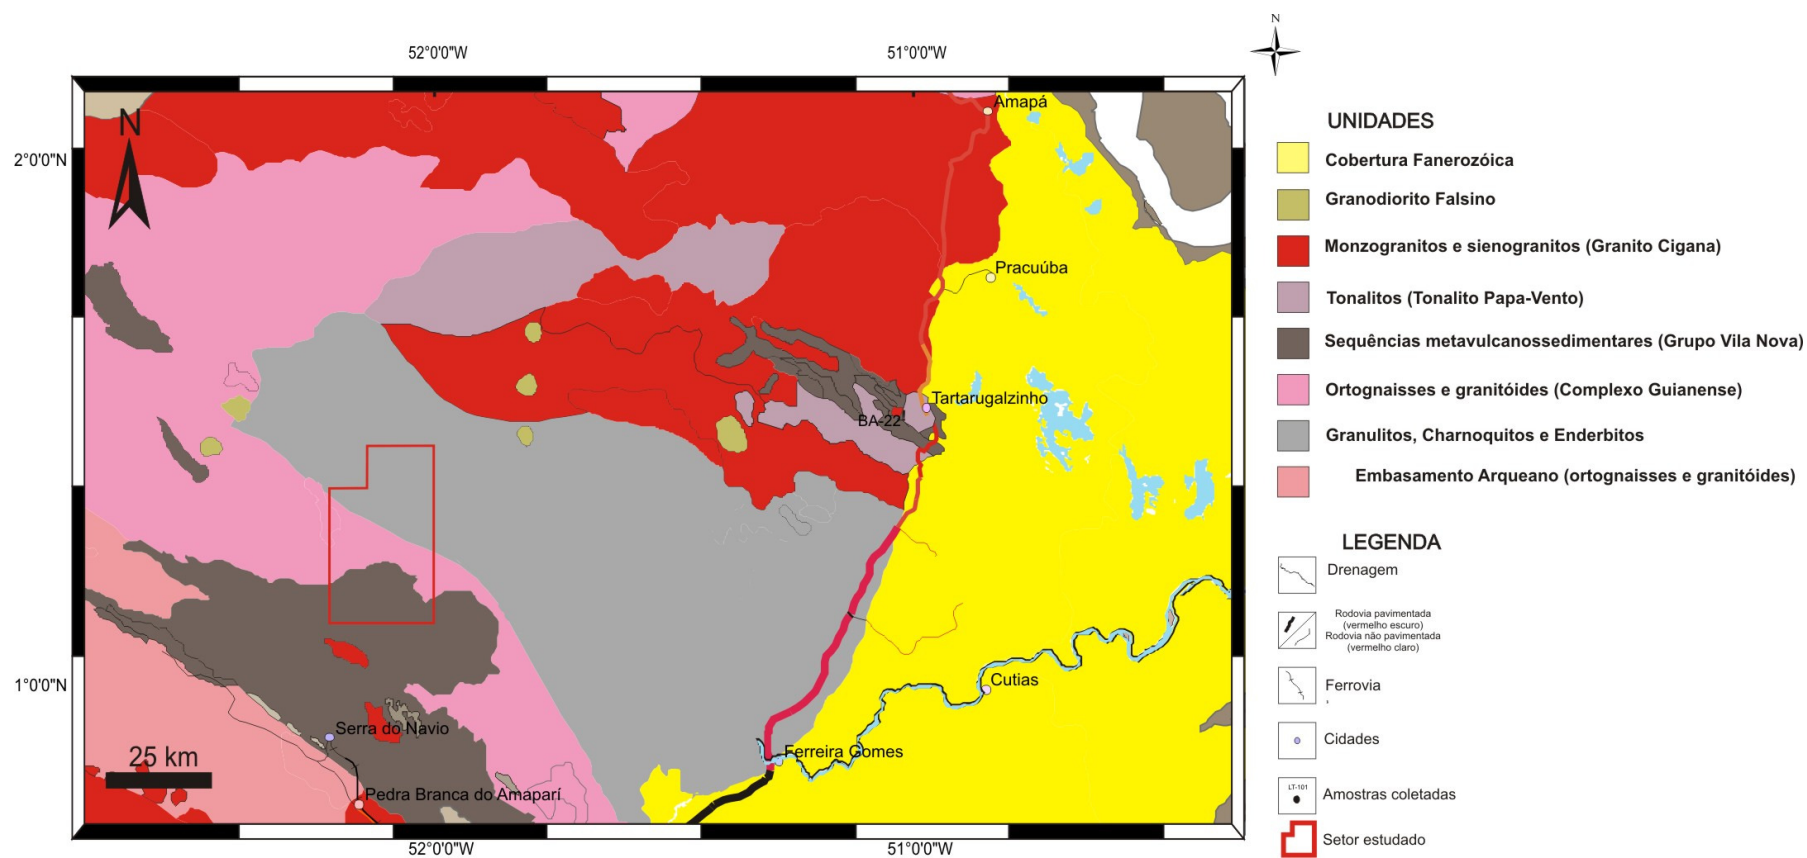 N
52°0'0"W
51°0'0"W
N
2°0'0"N
1°0'0"N
Amapá
Pracuúba
Tartarugalzinho
BA-22
Cutias
Serra do Navio
Ferreira Gomes
Pedra Branca do Amaparí
25 km
52°0'0"W
51°0'0"W
UNIDADES
Cobertura Fanerozóica
Granodiorito Falsino
Monzogranitos e sienogranitos (Granito Cigana)
Tonalitos (Tonalito Papa-Vento)
Sequências metavulcanossedimentares (Grupo Vila Nova)
Ortognaisses e granitóides (Complexo Guianense)
Granulitos, Charnoquitos e Enderbitos
Embasamento Arqueano (ortognaisses e granitóides)
LEGENDA
Drenagem
Rodovia pavimentada
(vermelho escuro)
Rodovia não pavimentada
(vermelho claro)
Ferrovia
Cidades
LT-101
Amostras coletadas
Setor estudado